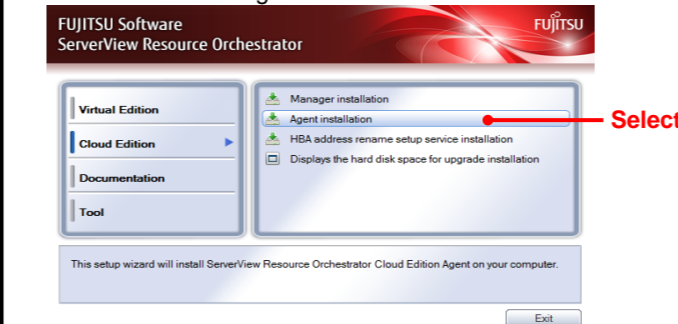 FUJITSU Software
ServerView Resource Orchestrator
FUJITSU
Virtual Edition
Cloud Edition
Documentation
Tool
Manager installation
Agent installation
HBA address rename setup service installation
Displays the hard disk space for upgrade installation
Select
This setup wizard will install ServerView Resource Orchestrator Cloud Edition Agent on your computer.
Exit